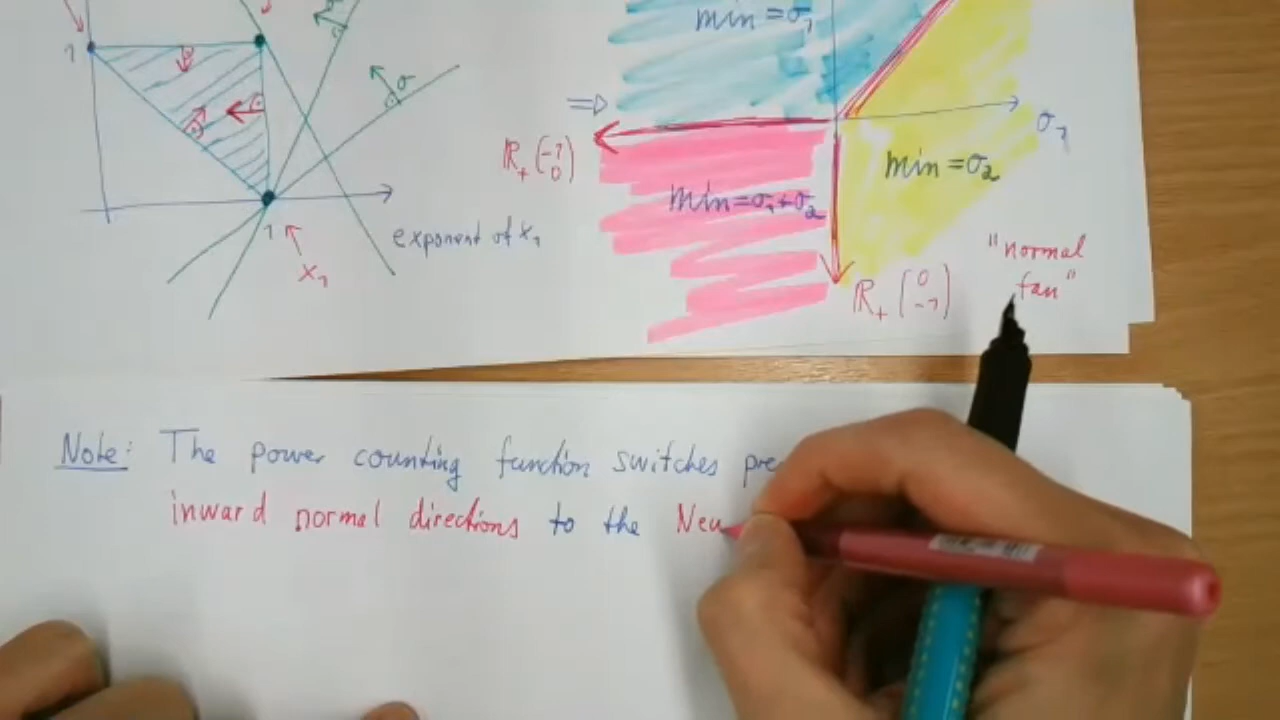 1
σ
1
x₁
exponent of x₁
⇒
min = σ₁
σ₁
ℝ₊ (-1 0)
min = σ₁+σ₂
min = σ₂
ℝ₊ (0 -1)
"normal
fan"
Note: The power counting function switches pre
inward normal directions to the New